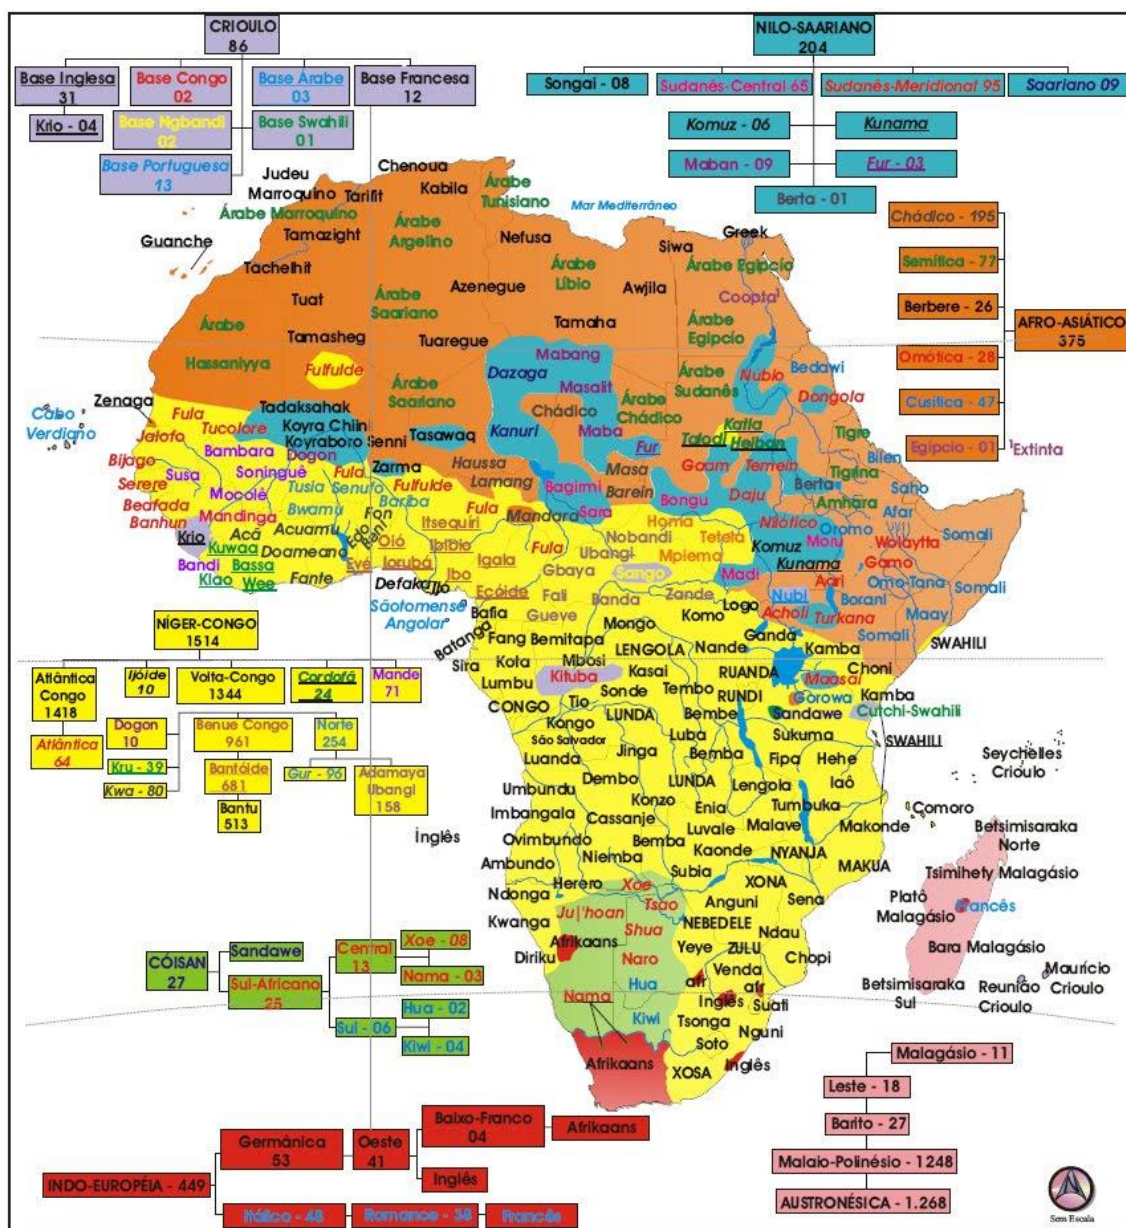 CRIOULO
86
Base Inglesa
31
Base Congo
02
Base Árabe
03
Base Francesa
12
Krio - 04
Base Ngbandi
02
Base Swahili
01
Base Portuguesa
13
NILO-SAARIANO
204
Songai - 08
Sudanês-Central 65
Sudanês-Meridional 95
Saariano 09
Komuz - 06
Kunama
Maban - 09
Fur - 03
Berta - 01
Chádico - 195
Semítica - 77
Berbere - 26
AFRO-ASIÁTICO
375
Omótica - 28
Cusítica - 47
Egípcio - 01
¹Extinta
Mar Mediterrâneo
Judeu
Marroquino
Chenoua
Tarifit
Kabila
Árabe
Tunisiano
Árabe Marroquino
Guanche
Tamazight
Árabe
Argelino
Nefusa
Siwa
Greek
Tachelhit
Árabe
Líbio
Árabe Egipcío
Azenegue
Awjila
Coopta¹
Tuat
Árabe
Saariano
Tamaha
Árabe
Egipcío
Árabe
Tamasheg
Tuaregue
Hassaniyya
Fulfulde
Mabang
Dazaga
Masalit
Núbio
Bedawi
Árabe
Sudanês
Dongola
Árabe
Saariano
Chádico
Árabe
Chádico
Zenaga
Cabo
Verdiano
Fula
Tucolore
Jalofo
Tadaksahak
Koyra Chiin
Koyraboro Senni
Tasawaq
Kanuri
Maba
Fur
Katla
Talodi
Heiban
Tigre
Bilen
Bijago
Serere
Beafada
Banhun
Bambara
Dogon
Susa
Soninguê
Fula
Zarma
Haussa
Lamang
Masa
Barein
Gaam
Temein
Daju
Berta
Tigrina
Amhara
Saho
Afar
Mocolê
Tusia
Senufo
Fulfulde
Bariba
Bwamu
Mandinga
Bagirmi
Sara
Bongu
Nilótico
Oromo
Somali
Krio
Acã
Acuamu
Fon
Edo
Beni
Itsequiri
Fula
Mandara
Homa
Nobandi
Tetela
Moru
Wolaytta
Gamo
Kuwaa
Bandi
Bassa
Klao
Wee
Doameana
Fante
Evé
Oló
Iorubá
Ibibio
Igala
Ibo
Ecóide
Fula
Ubangi
Mpiema
Komuz
Kunama
Gbaya
Sango
Madi
Aari
Omo-Tana
Somali
Defaka
Ijo
Sãotomense
Angolar
Fali
Banda
Zande
Nubi
Borani
Maay
Bafia
Gueve
Logo
Acholi
Turkana
Somali
Batanga
Fang
Bemitapa
Mongo
Komo
Ganda
Kamba
SWAHILI
Sira
Kota
Mbosi
LENGOLA
Nande
Choni
Lumbu
Kituba
Kasai
RUANDA
Maasai
Kamba
Sonde
Tembo
RUNDI
Gorowa
Cutchi-Swahili
CONGO
Tio
LUNDA
Bembe
Sandawe
Kongo
São Salvador
Luba
Sukuma
SWAHILI
Luanda
Jinga
Bemba
Fipa
Hehe
Seychelles
Crioulo
Dembo
LUNDA
Lengola
Iaó
Umbundu
Konzo
Enia
Tumbuka
Comoro
Imbangala
Cassanje
Luvale
Malave
Makonde
Betsimisaraka
Norte
Inglês
Ovimbundo
Bemba
Kaonde
NYANJA
MAKUA
Ambundo
Niemba
Subia
Tsimihety Malagásio
Ndonga
Herero
Xoe
XONA
Sena
Platô
Malagásio
Francês
Kwanga
Ju|'hoan
Tsao
Anguni
Shua
NEBEDELE
Ndau
Diriku
Afrikaans
Naro
Yeye
ZULU
Chopi
Bara Malagásio
Hua
afr
Venda
afr
Betsimisaraka
Sul
Reunião
Crioulo
Maurício
Crioulo
Nama
Inglês
Suati
Kiwi
Tsonga
Nguni
Soto
Afrikaans
XOSA
Inglês
NÍGER-CONGO
1514
Atlântica
Congo
1418
Ijóide
10
Volta-Congo
1344
Cordofá
24
Mande
71
Atlântica
64
Dogon
10
Benue Congo
961
Norte
254
Kru - 39
Kwa - 80
Bantóide
681
Gur - 96
Adamaya
Ubangi
158
Bantu
513
CÓISAN
27
Sandawe
Sul-Africano
25
Central
13
Xoe - 08
Nama - 03
Sul - 06
Hua - 02
Kiwi - 04
INDO-EUROPÉIA - 449
Germânica
53
Oeste
41
Baixo-Franco
04
Afrikaans
Inglês
Itálico - 48
Romance - 38
Francês
Malagásio - 11
Leste - 18
Barito - 27
Malaio-Polinésio - 1248
AUSTRONÉSICA - 1.268
Sem Escala